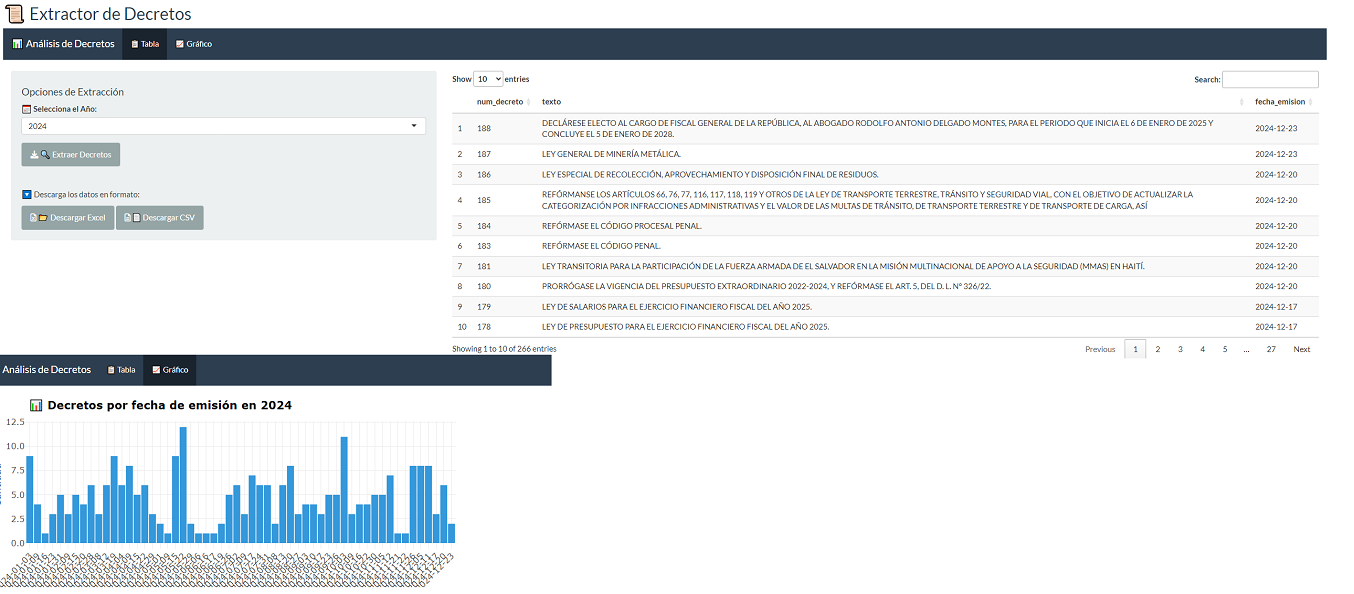 Extractor de Decretos
Análisis de Decretos Tabla Gráfico
Opciones de Extracción
Selecciona el Año:
2024
Extraer Decretos
Descarga los datos en formato:
Descargar Excel Descargar CSV
Show 10 entries
Search:
num_decreto texto fecha_emision
1 188 DECLÁRESE ELECTO AL CARGO DE FISCAL GENERAL DE LA REPÚBLICA, AL ABOGADO RODOLFO ANTONIO DELGADO MONTES, PARA EL PERIODO QUE INICIA EL 6 DE ENERO DE 2025 Y
CONCLUYE EL 5 DE ENERO DE 2028. 2024-12-23
2 187 LEY GENERAL DE MINERÍA METÁLICA. 2024-12-23
3 186 LEY ESPECIAL DE RECOLECCIÓN, APROVECHAMIENTO Y DISPOSICIÓN FINAL DE RESIDUOS. 2024-12-20
4 185 REFÓRMANSE LOS ARTÍCULOS 66, 76, 77, 116, 117, 118, 119 Y OTROS DE LA LEY DE TRANSPORTE TERRESTRE, TRÁNSITO Y SEGURIDAD VIAL. CON EL OBJETIVO DE ACTUALIZAR LA
CATEGORIZACIÓN POR INFRACCIONES ADMINISTRATIVAS Y EL VALOR DE LAS MULTAS DE TRÁNSITO, DE TRANSPORTE TERRESTRE Y DE TRANSPORTE DE CARGA, ASÍ 2024-12-20
5 184 REFÓRMASE EL CÓDIGO PROCESAL PENAL. 2024-12-20
6 183 REFÓRMASE EL CÓDIGO PENAL. 2024-12-20
7 181 LEY TRANSITORIA PARA LA PARTICIPACIÓN DE LA FUERZA ARMADA DE EL SALVADOR EN LA MISIÓN MULTINACIONAL DE APOYO A LA SEGURIDAD (MMAS) EN HAITÍ. 2024-12-20
8 180 PRORRÓGASE LA VIGENCIA DEL PRESUPUESTO EXTRAORDINARIO 2022-2024, Y REFÓRMASE EL ART. 5, DEL D. L. N° 326/22. 2024-12-20
9 179 LEY DE SALARIOS PARA EL EJERCICIO FINANCIERO FISCAL DEL AÑO 2025. 2024-12-17
10 178 LEY DE PRESUPUESTO PARA EL EJERCICIO FINANCIERO FISCAL DEL AÑO 2025. 2024-12-17
Showing 1 to 10 of 266 entries
Previous 1 2 3 4 5 ... 27 Next
Análisis de Decretos Tabla Gráfico
Decretos por fecha de emisión en 2024
12.5
10.0
7.5
5.0
2.5
0.0